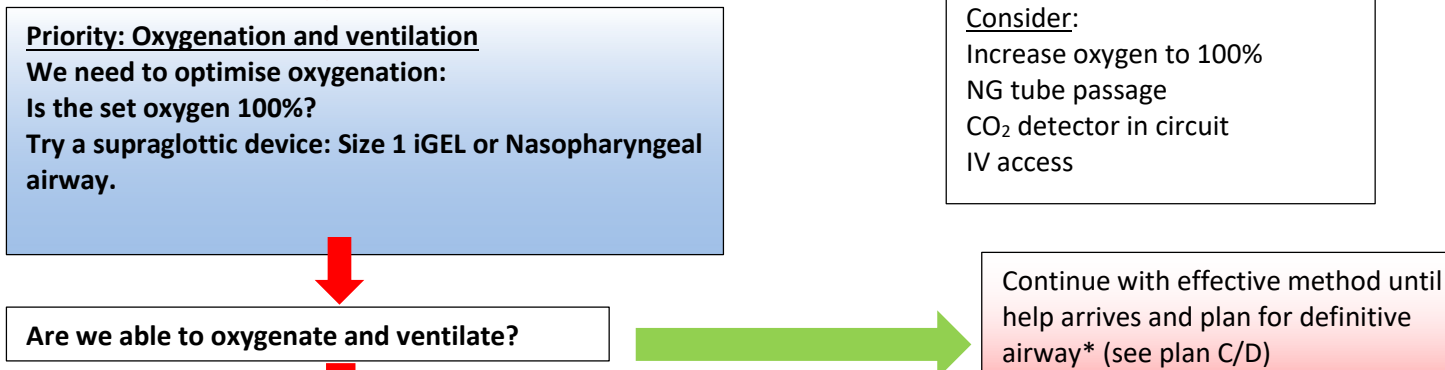 Priority: Oxygenation and ventilation
We need to optimise oxygenation:
Is the set oxygen 100%?
Try a supraglottic device: Size 1 iGEL or Nasopharyngeal
airway.
Consider:
Increase oxygen to 100%
NG tube passage
CO₂ detector in circuit
IV access
Are we able to oxygenate and ventilate?
Continue with effective method until
help arrives and plan for definitive
airway* (see plan C/D)